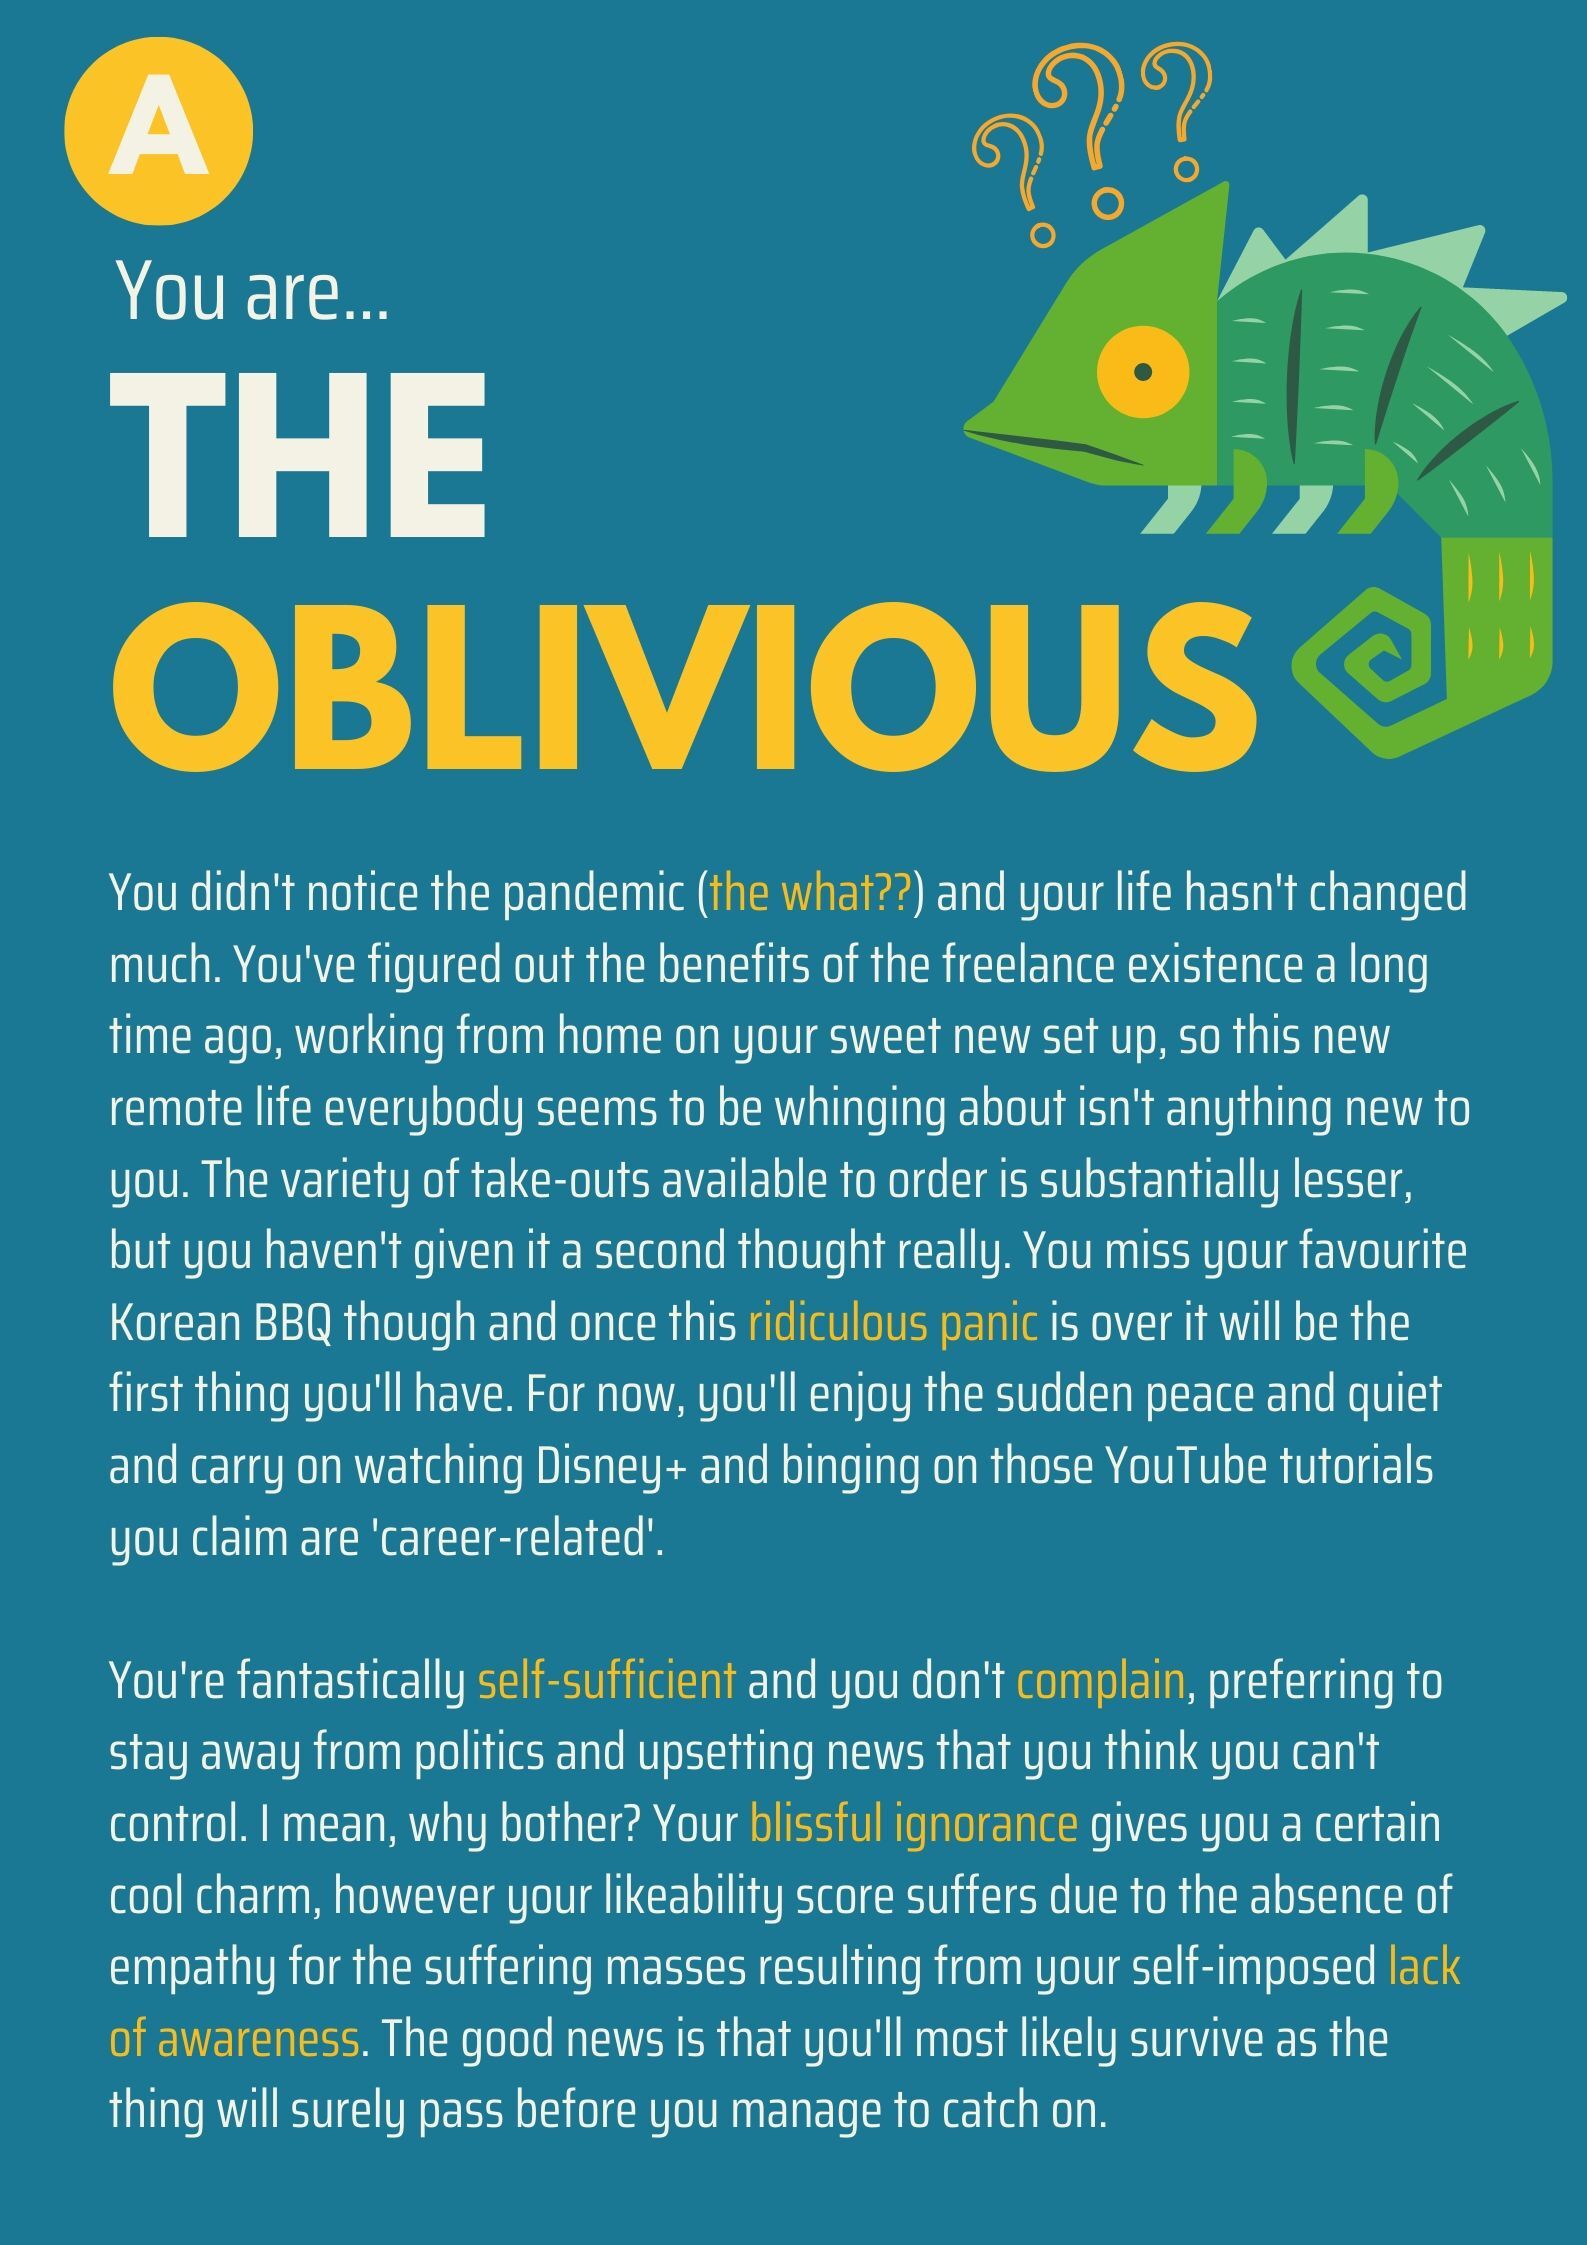 A
You are...
THE
OBLIVIOUS
You didn't notice the pandemic (the what??) and your life hasn't changed
much. You've figured out the benefits of the freelance existence a long
time ago, working from home on your sweet new set up, so this new
remote life everybody seems to be whinging about isn't anything new to
you. The variety of take-outs available to order is substantially lesser,
but you haven't given it a second thought really. You miss your favourite
Korean BBQ though and once this ridiculous panic is over it will be the
first thing you'll have. For now, you'll enjoy the sudden peace and quiet
and carry on watching Disney+ and binging on those YouTube tutorials
you claim are 'career-related'.
You're fantastically self-sufficient and you don't complain, preferring to
stay away from politics and upsetting news that you think you can't
control. I mean, why bother? Your blissful ignorance gives you a certain
cool charm, however your likeability score suffers due to the absence of
empathy for the suffering masses resulting from your self-imposed lack
of awareness. The good news is that you'll most likely survive as the
thing will surely pass before you manage to catch on.